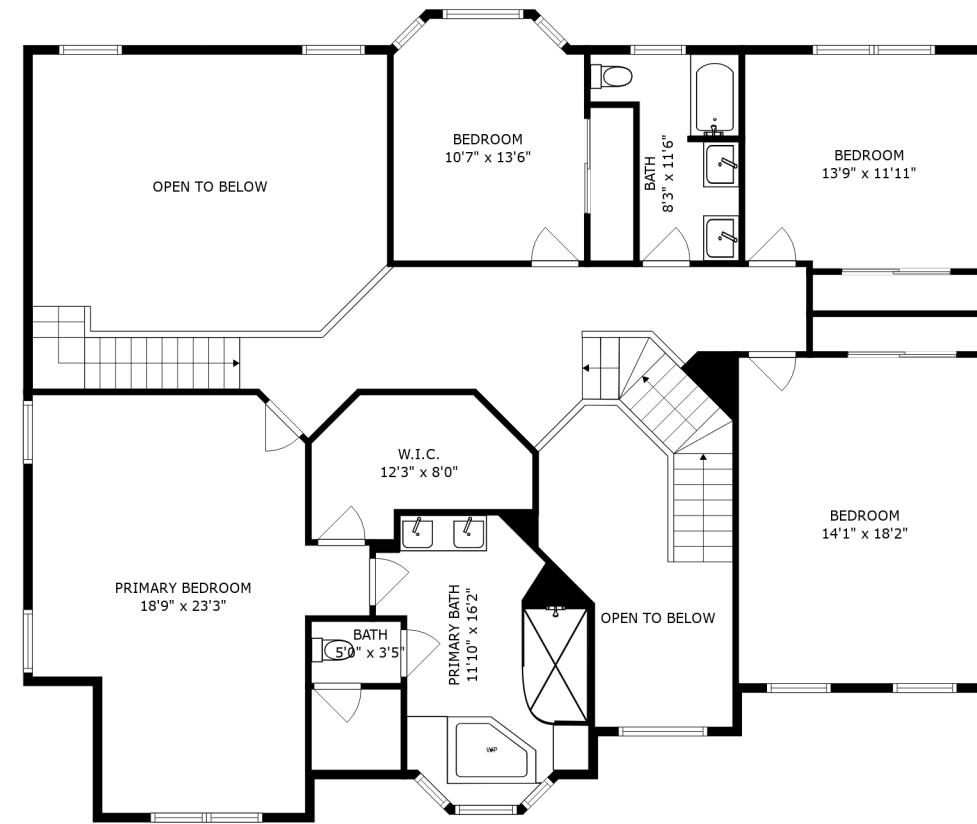 BEDROOM
10'7" x 13'6"
BEDROOM
13'9" x 11'11"
OPEN TO BELOW
BATH
8'3" x 11'6"
W.I.C.
12'3" x 8'0"
BEDROOM
14'1" x 18'2"
PRIMARY BEDROOM
18'9" x 23'3"
PRIMARY BATH
11'10" x 16'2"
OPEN TO BELOW
BATH
5'0" x 3'5"